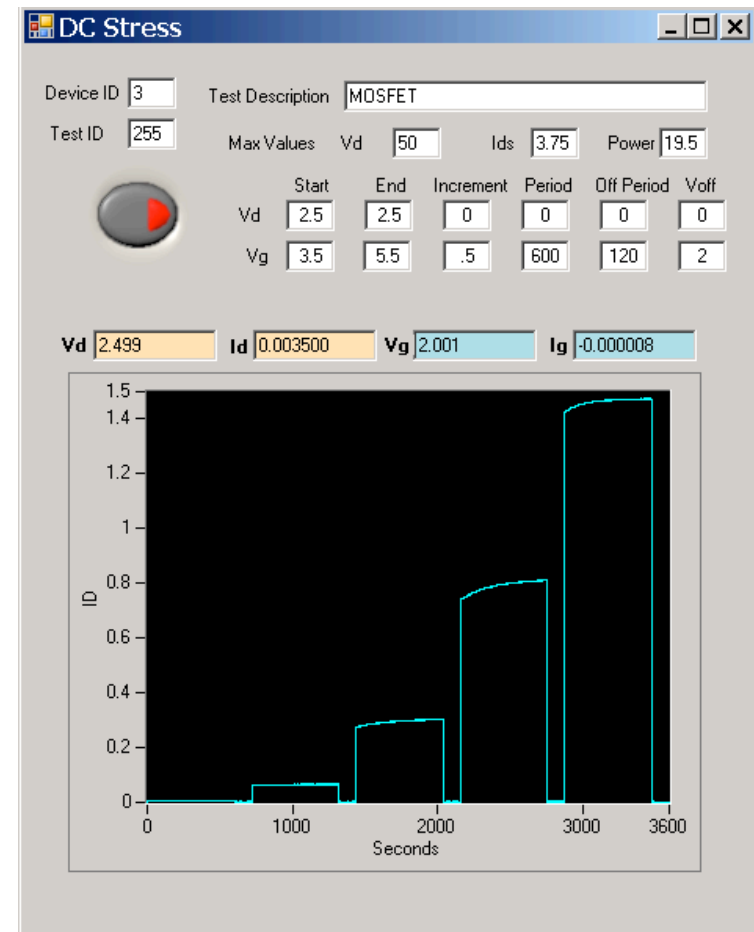 DC Stress
Device ID 3 Test Description MOSFET
Test ID 255 Max Values Vd 50 Ids 3.75 Power 19.5
Start End Increment Period Off Period Voff
Vd 2.5 2.5 0 0 0 0
Vg 3.5 5.5 .5 600 120 2
Vd 2.499 Id 0.003500 Vg 2.001 Ig -0.000008
1.5
1.4
1.2
1
0.8
0.6
0.4
0.2
0
ID
0 1000 2000 3000 3600
Seconds